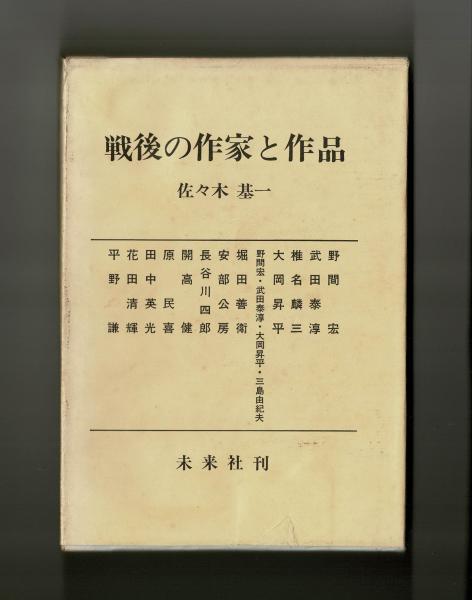 戦後の作家と作品
佐々木 基一
野間 宏
武田泰淳
椎名麟三
大岡昇平
野間宏・武田泰淳・大岡昇平・三島由紀夫
堀田善衛
安部公房
長谷川四郎
開高 健
原 民喜
田中英光
花田清輝
平野 謙
未来社刊